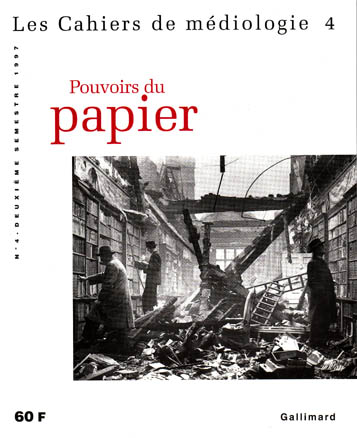 Les Cahiers de médiologie 4
N°4-DEUXIÈME SEMESTRE 1997
Pouvoirs du
papier
60 F
Gallimard